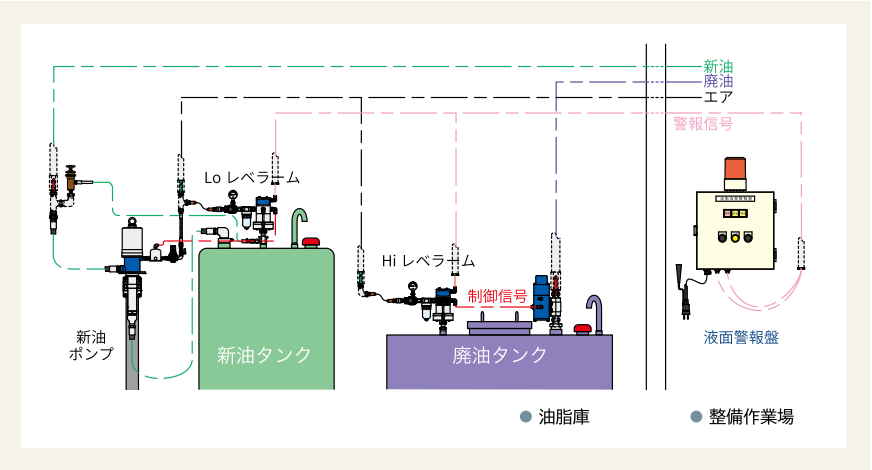 新油
廃油
エア
警報信号
Lo レベラーム
Hi レベラーム
制御信号
新油
ポンプ
新油タンク
廃油タンク
液面警報盤
油脂庫
整備作業場